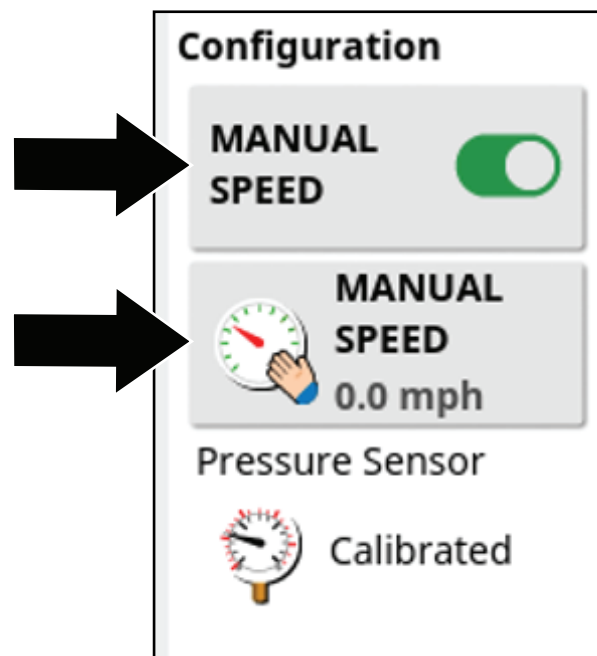 Configuration
MANUAL
SPEED
MANUAL
SPEED
0.0 mph
Pressure Sensor
Calibrated